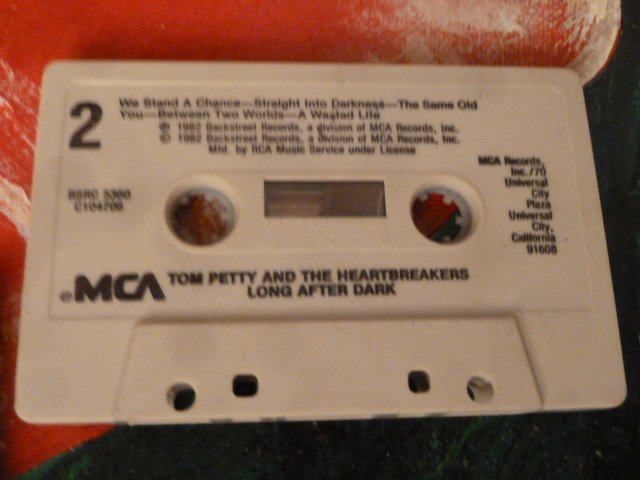 2
We Stand A Chance—Straight Into Darkness—The Same Old
You—Between Two Worlds—A Wasted Life
℗ 1982 Backstreet Records, a division of MCA Records, Inc.
© 1982 Backstreet Records, a division of MCA Records, Inc.
Mfd. by RCA Music Service under License
BSRC 5360
C104706
MCA Records,
Inc./70
Universal
City
Plaza
Universal
City,
California
91608
MCA
TOM PETTY AND THE HEARTBREAKERS
LONG AFTER DARK